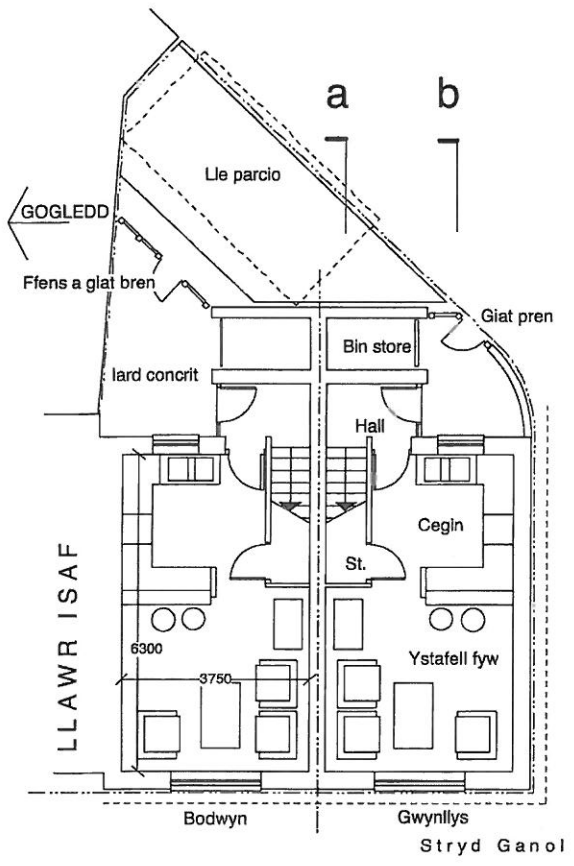 a
b
Lle parcio
GOGLEDD
Ffens a giat bren
Giat pren
Bin store
Iard concrit
Hall
Cegin
St.
LLAWR ISAF
6300
3750
Ystafell fyw
Bodwyn
Gwynllys
Stryd Ganol